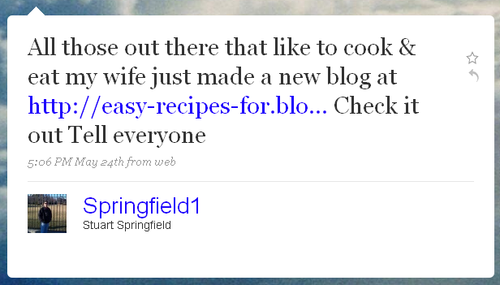 All those out there that like to cook &
eat my wife just made a new blog at
http://easy-recipes-for.blo... Check it
out Tell everyone
5:06 PM May 24th from web
Springfield1
Stuart Springfield